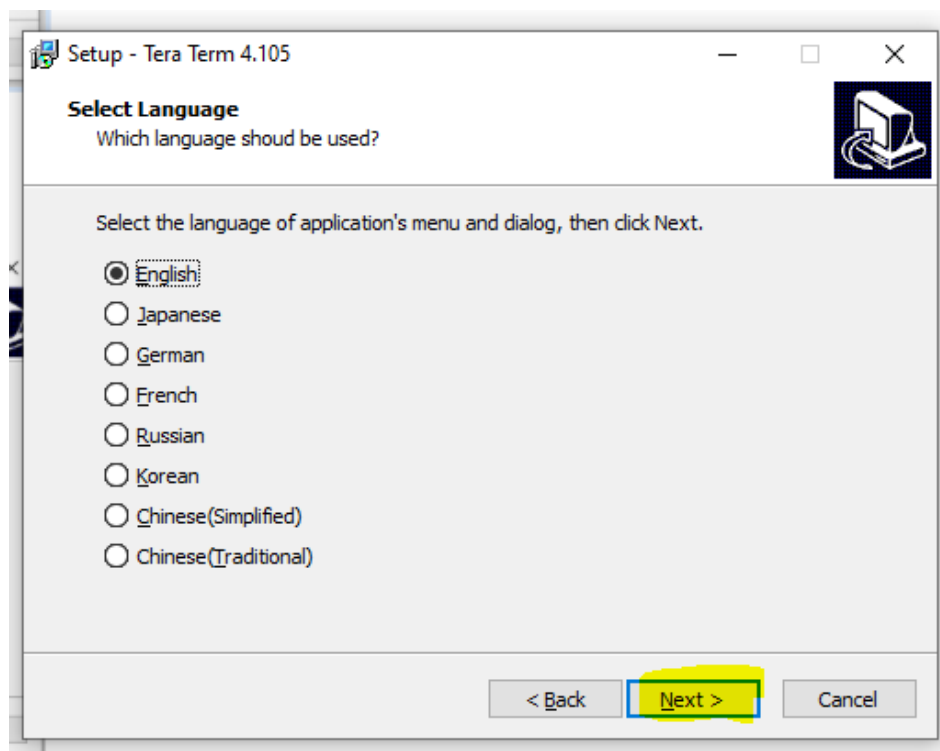 Setup - Tera Term 4.105
Select Language
Which language shoud be used?
Select the language of application's menu and dialog, then click Next.
English
Japanese
German
French
Russian
Korean
Chinese(Simplified)
Chinese(Traditional)
< Back Next > Cancel